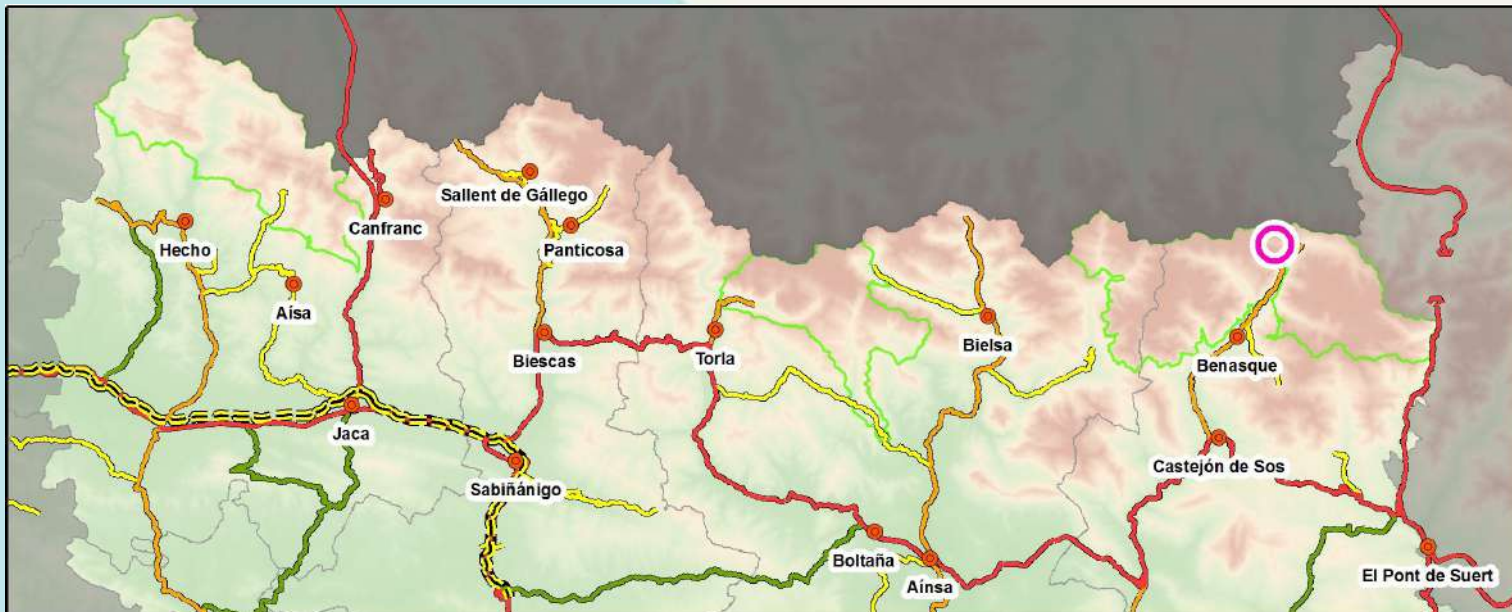 Sallent de Gállego
Canfranc
Hecho
Panticosa
Aísa
Bielsa
Biescas
Torla
Benasque
Jaca
Castejón de Sos
Sabiñánigo
Boltaña
Aínsa
El Pont de Suert